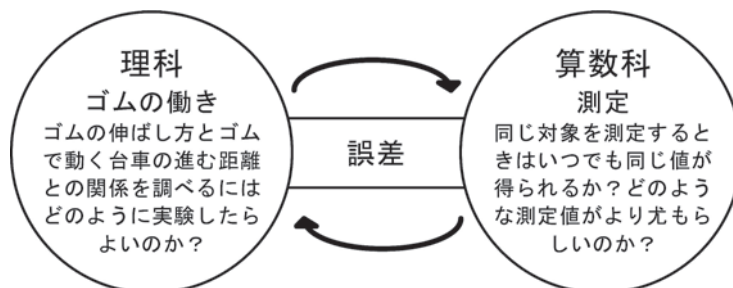 理科
ゴムの働き
ゴムの伸ばし方とゴム
で動く台車の進む距離
との関係を調べるには
どのように実験したら
よいのか？
誤差
算数科
測定
同じ対象を測定すると
きはいつでも同じ値が
得られるか？どのよう
な測定値がより尤もら
しいのか？